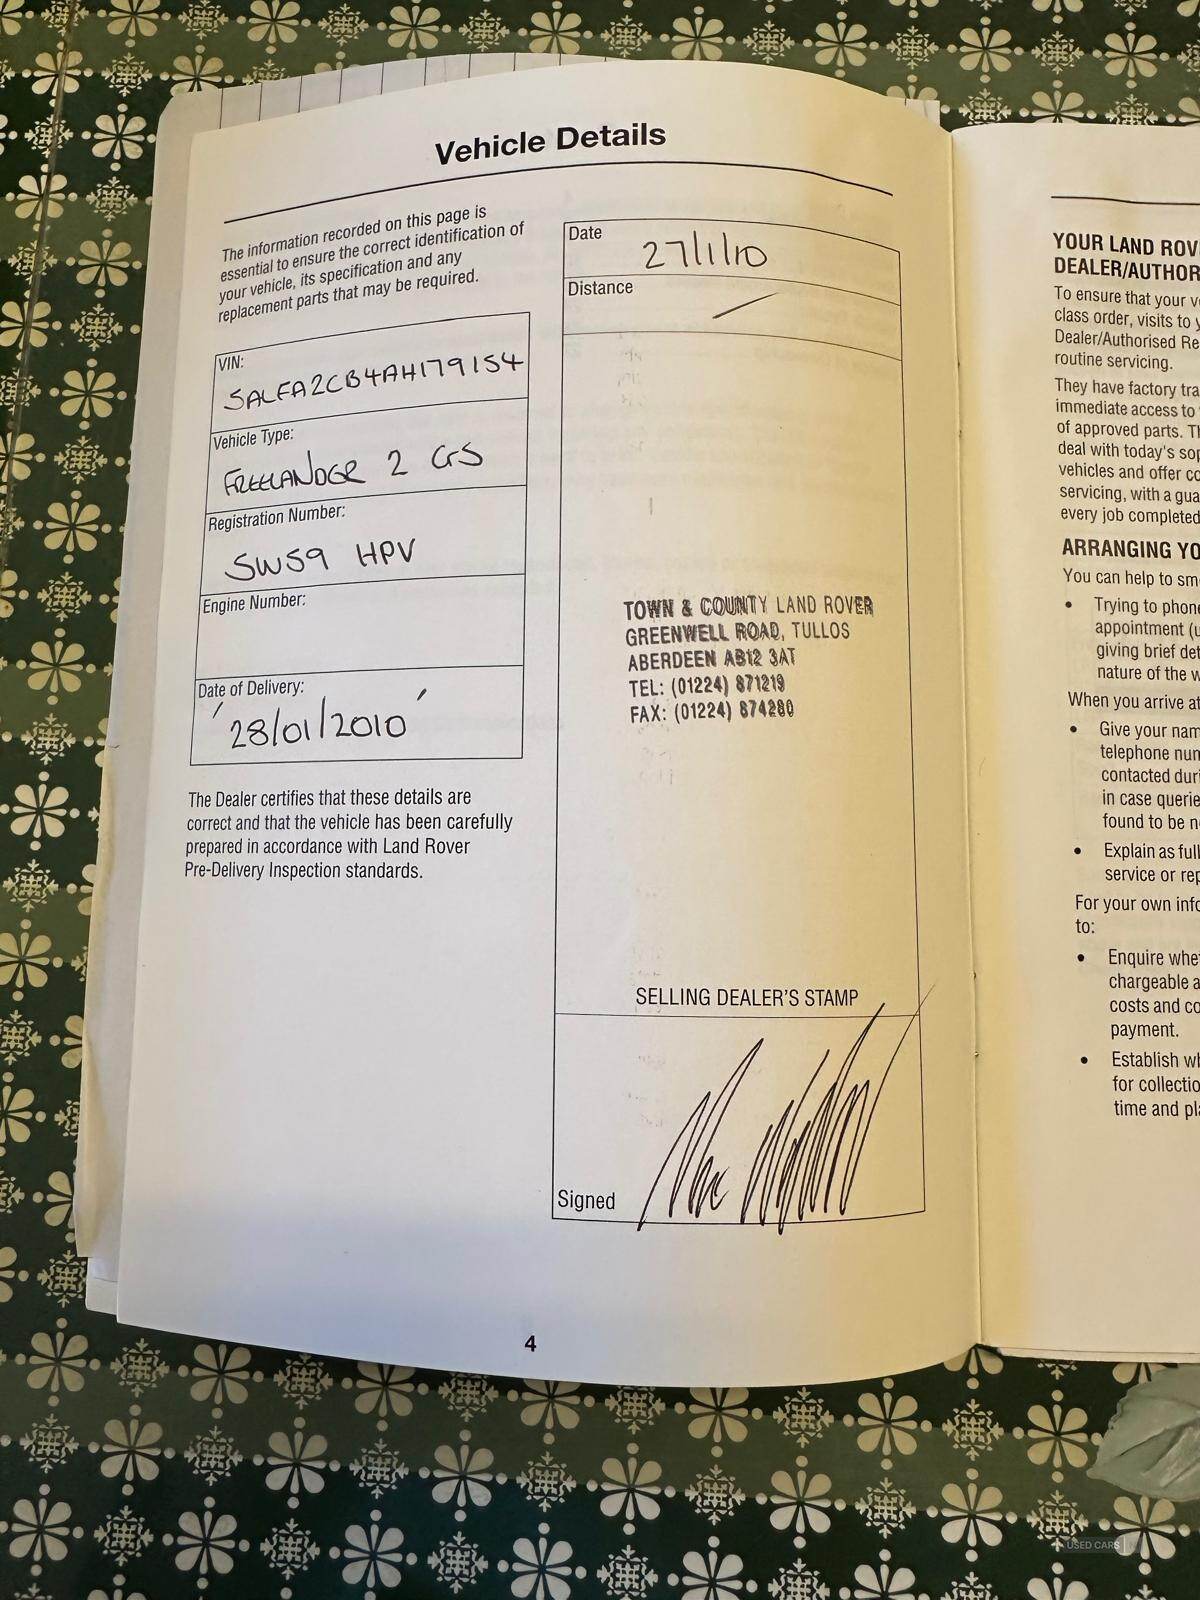 Vehicle Details
The information recorded on this page is
essential to ensure the correct identification of
your vehicle, its specification and any
replacement parts that may be required.
VIN:
SALFA2CB4AH179154
Vehicle Type:
FREELANDER 2 GS
Registration Number:
SW59 HPV
Engine Number:
Date of Delivery:
'28/01/2010'
The Dealer certifies that these details are
correct and that the vehicle has been carefully
prepared in accordance with Land Rover
Pre-Delivery Inspection standards.
Date
27/1/10
Distance
/
TOWN & COUNTY LAND ROVER
GREENWELL ROAD, TULLOS
ABERDEEN AB12 3AT
TEL: (01224) 871219
FAX: (01224) 874280
SELLING DEALER'S STAMP
Signed
4
YOUR LAND ROV
DEALER/AUTHOR
To ensure that your v
class order, visits to y
Dealer/Authorised Re
routine servicing.
They have factory tra
immediate access to
of approved parts. Th
deal with today's sop
vehicles and offer co
servicing, with a gua
every job completed
ARRANGING YO
You can help to sm
• Trying to phone
appointment (u
giving brief det
nature of the w
When you arrive at
• Give your nam
telephone num
contacted duri
in case querie
found to be n
• Explain as full
service or rep
For your own info
to:
• Enquire whe
chargeable a
costs and co
payment.
• Establish wh
for collectio
time and pla
USED CARS